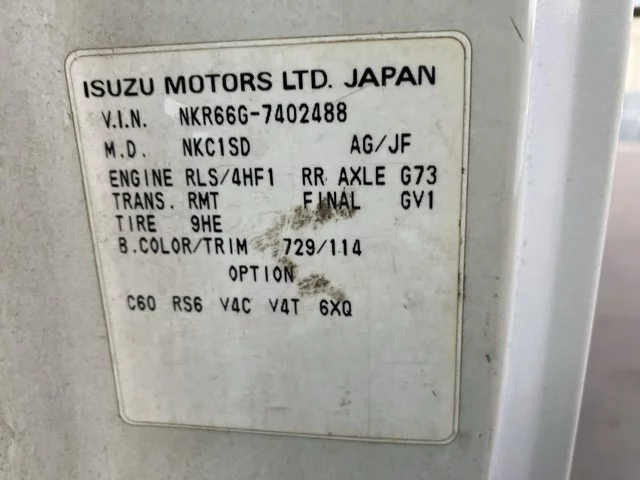 ISUZU MOTORS LTD. JAPAN
V.I.N. NKR66G-7402488
M.D. NKC1SD AG/JF
ENGINE RLS/4HF1 RR AXLE G73
TRANS. RMT FINAL GV1
TIRE 9HE
B.COLOR/TRIM 729/114
OPTION
C60 RS6 V4C V4T 6XQ